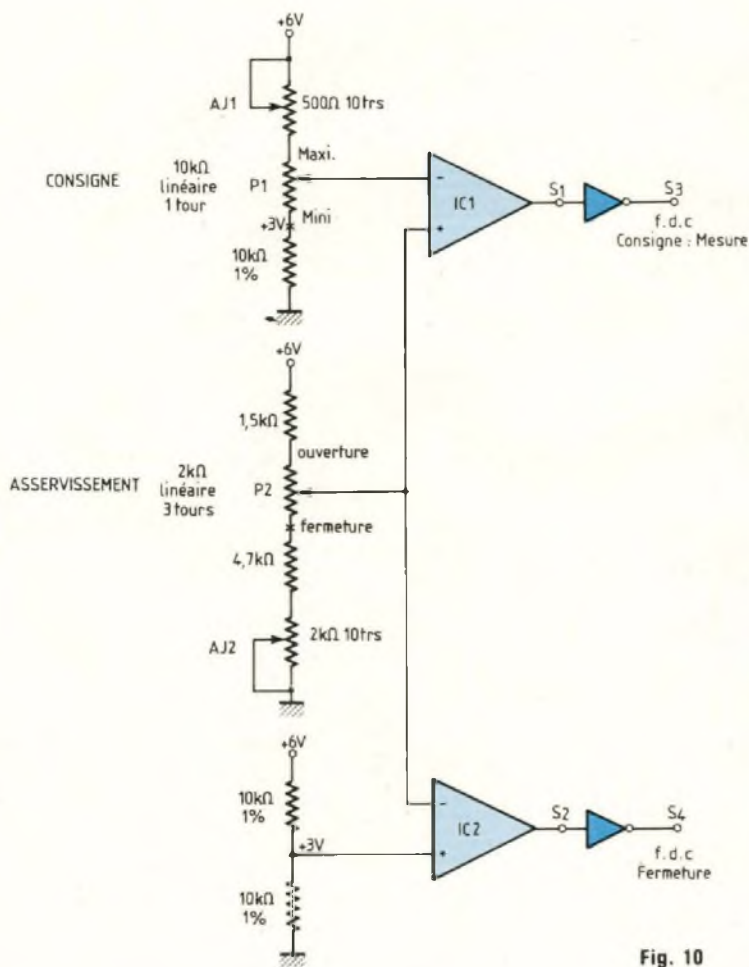 +6V
AJ1
500Ω 10trs
Maxi.
CONSIGNE
10kΩ
linéaire
1 tour
P1
+3V
Mini
10kΩ
1%
-
+
IC1
S1
S3
f.d.c
Consigne : Mesure
+6V
1,5kΩ
ouverture
ASSERVISSEMENT
2kΩ
linéaire
3 tours
P2
fermeture
4,7kΩ
AJ2
2kΩ 10trs
+6V
10kΩ
1%
+3V
10kΩ
1%
-
+
IC2
S2
S4
f.d.c
Fermeture
Fig. 10